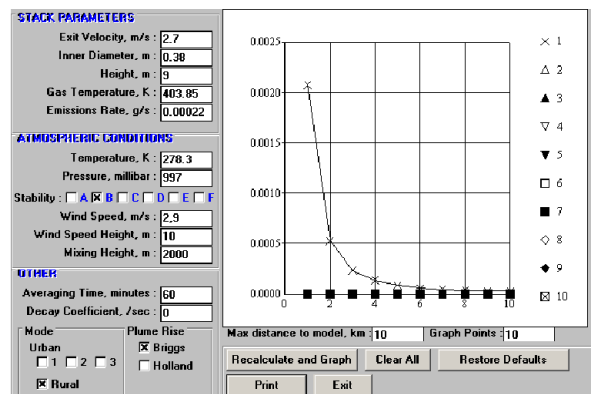 STACK PARAMETERS
Exit Velocity, m/s : 2.7
Inner Diameter, m : 0.38
Height, m : 9
Gas Temperature, K : 403.85
Emissions Rate, g/s : 0.00022
ATMOSPHERIC CONDITIONS
Temperature, K : 278.3
Pressure, millibar : 997
Stability : A B C D E F
Wind Speed, m/s : 2,9
Wind Speed Height, m : 10
Mixing Height, m : 2000
OTHER
Averaging Time, minutes : 60
Decay Coefficient, /sec : 0
Mode
Urban
1 2 3
Rural
Plume Rise
Briggs
Holland
0.0025
0.0020
0.0015
0.0010
0.0005
0.0000
0 2 4 6 8 10
1
2
3
4
5
6
7
8
9
10
Max distance to model, km : 10 Graph Points : 10
Recalculate and Graph Clear All Restore Defaults
Print Exit